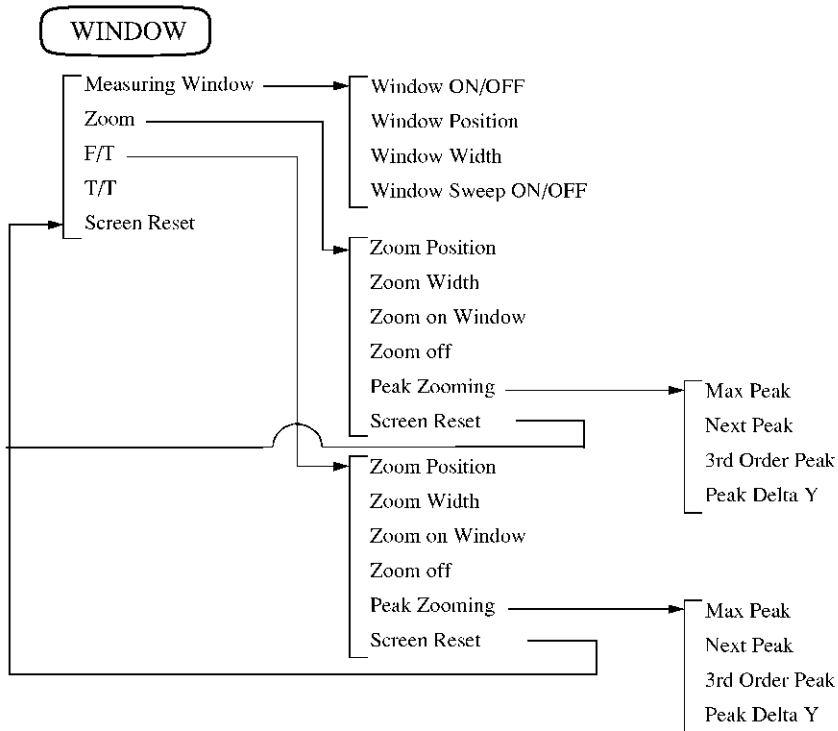 WINDOW
Measuring Window
Zoom
F/T
T/T
Screen Reset
Window ON/OFF
Window Position
Window Width
Window Sweep ON/OFF
Zoom Position
Zoom Width
Zoom on Window
Zoom off
Peak Zooming
Screen Reset
Max Peak
Next Peak
3rd Order Peak
Peak Delta Y
Zoom Position
Zoom Width
Zoom on Window
Zoom off
Peak Zooming
Screen Reset
Max Peak
Next Peak
3rd Order Peak
Peak Delta Y